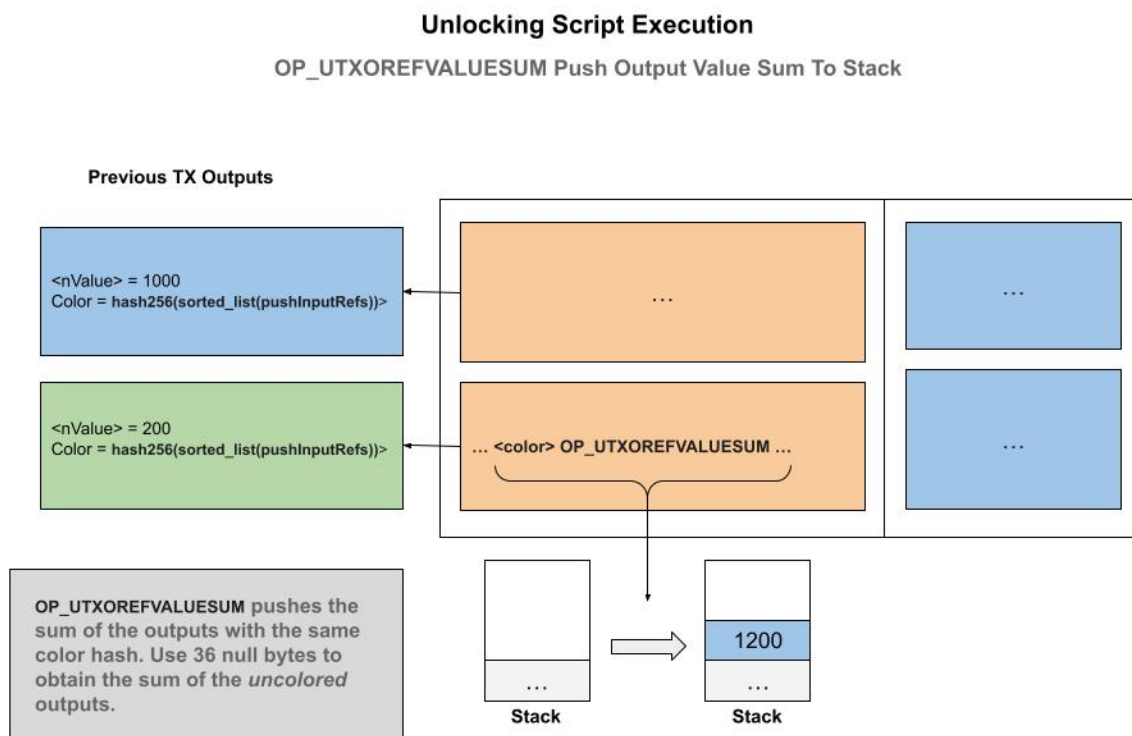 Unlocking Script Execution
OP_UTXOREFVALUESUM Push Output Value Sum To Stack
Previous TX Outputs
<nValue> = 1000
Color = hash256(sorted_list(pushInputRefs))>
…
…
<nValue> = 200
Color = hash256(sorted_list(pushInputRefs))>
… <color> OP_UTXOREFVALUESUM …
…
OP_UTXOREFVALUESUM pushes the
sum of the outputs with the same
color hash. Use 36 null bytes to
obtain the sum of the uncolored
outputs.
1200
…
…
Stack
Stack